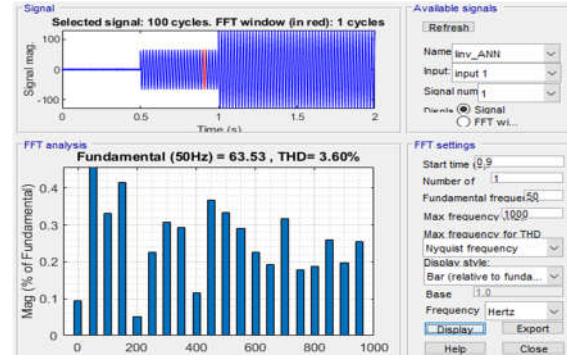 Signal
Selected signal: 100 cycles. FFT window (in red): 1 cycles
Signal mag.
100
0
-100
0 0.5 1 1.5 2
Time (s)
FFT analysis
Fundamental (50Hz) = 63.53 , THD= 3.60%
Mag (% of Fundamental)
0.4
0.3
0.2
0.1
0
0 200 400 600 800 1000
Available signals
Refresh
Name: Iinv_ANN
Input: input 1
Signal num 1
Signal
FFT wi...
FFT settings
Start time 0.9
Number of 1
Fundamental freque 50
Max frequency 1000
Max frequency for THD
Nyquist frequency
Display style:
Bar (relative to funda...
Base 1.0
Frequency Hertz
Display Export
Help Close